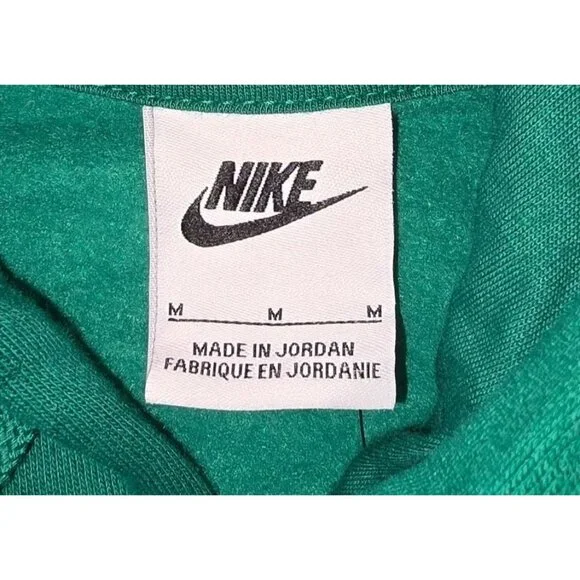 NIKE
M M M
MADE IN JORDAN
FABRIQUE EN JORDANIE